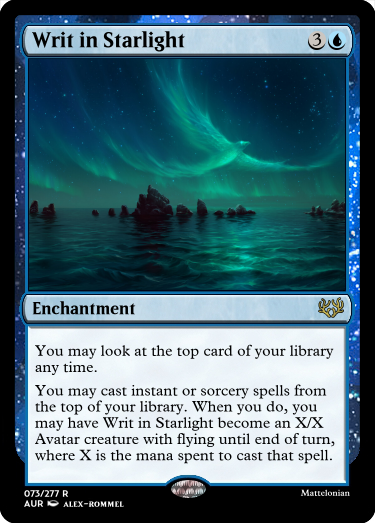 Writ in Starlight 3
Enchantment
You may look at the top card of your library
any time.
You may cast instant or sorcery spells from
the top of your library. When you do, you
may have Writ in Starlight become an X/X
Avatar creature with flying until end of turn,
where X is the mana spent to cast that spell.
073/277 R
AUR ALEX-ROMMEL
Mattelonian